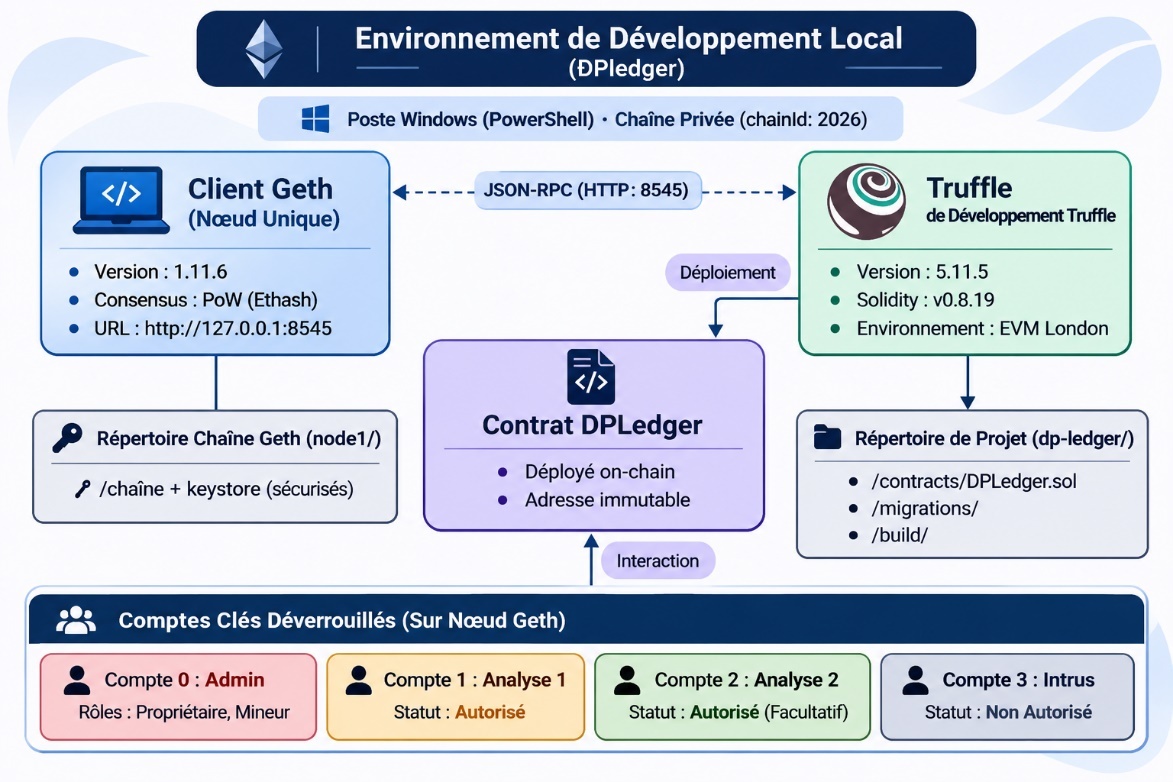 Environnement de Développement Local
(ĐPledger)
Poste Windows (PowerShell) • Chaîne Privée (chainId: 2026)
Client Geth
(Nœud Unique)
• Version : 1.11.6
• Consensus : PoW (Ethash)
• URL : http://127.0.0.1:8545
JSON-RPC (HTTP: 8545)
Truffle
de Développement Truffle
• Version : 5.11.5
• Solidity : v0.8.19
• Environnement : EVM London
Déploiement
Contrat DPLedger
• Déployé on-chain
• Adresse immutable
Répertoire Chaîne Geth (node1/)
/chaîne + keystore (sécurisés)
Répertoire de Projet (dp-ledger/)
• /contracts/DPLedger.sol
• /migrations/
• /build/
Interaction
Comptes Clés Déverrouillés (Sur Nœud Geth)
Compte 0 : Admin
Rôles : Propriétaire, Mineur
Compte 1 : Analyse 1
Statut : Autorisé
Compte 2 : Analyse 2
Statut : Autorisé (Facultatif)
Compte 3 : Intrus
Statut : Non Autorisé